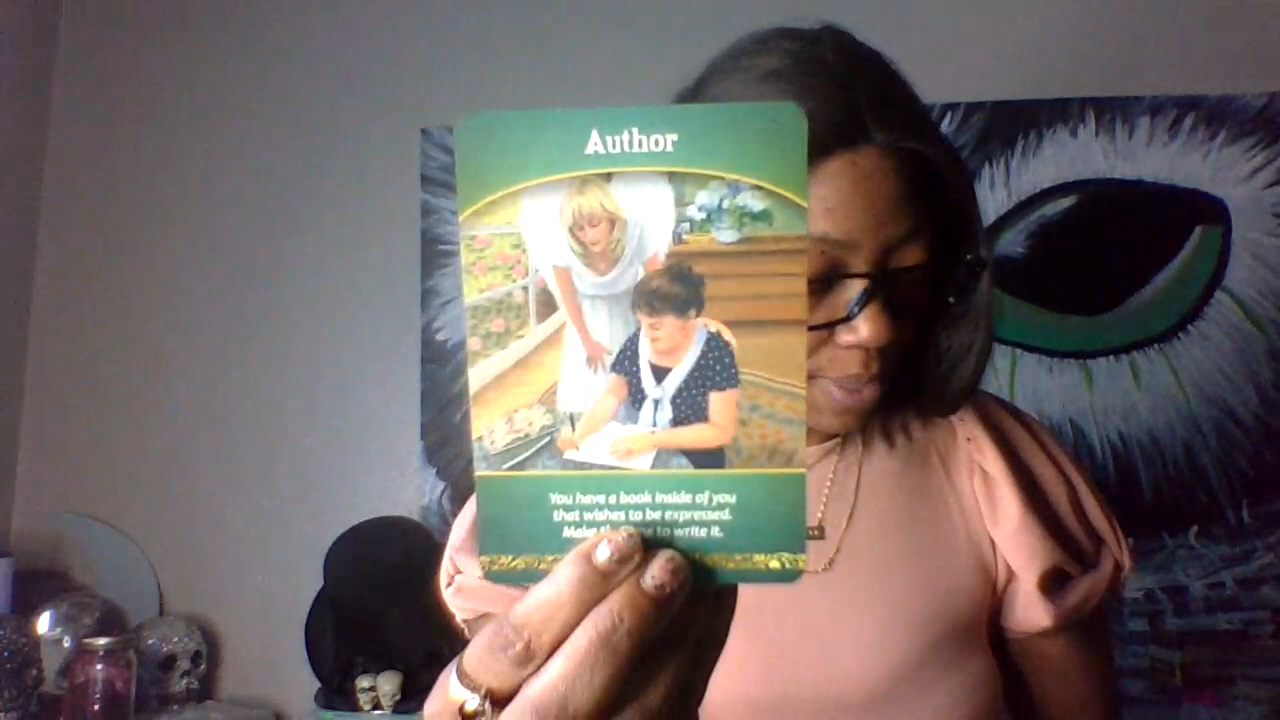 Author
You have a book inside of you
that wishes to be expressed.
Make to write it.